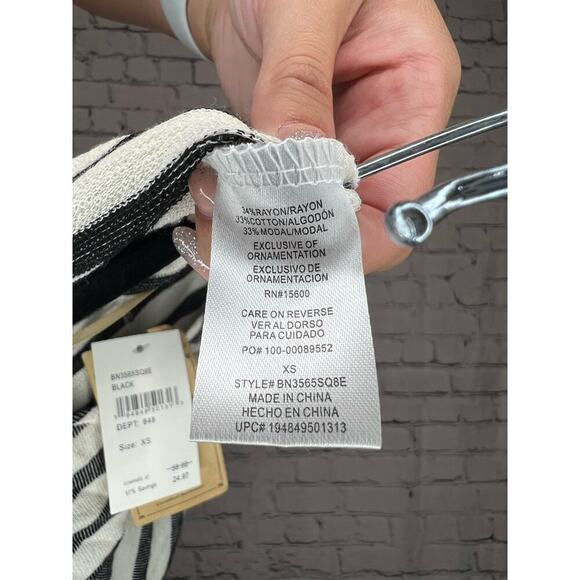 34%RAYON/RAYON
33%COTTON/ALGODÓN
33% MODAL/MODAL
EXCLUSIVE OF
ORNAMENTATION
EXCLUSIVO DE
ORNAMENTACION
RN#15600
CARE ON REVERSE
VER AL DORSO
PARA CUIDADO
PO# 100-00089552
XS
STYLE# BN3565SQ8E
MADE IN CHINA
HECHO EN CHINA
UPC# 194849501313
BN3565SQ8E
BLACK
DEPT: 848
Size: XS
24.97
57% Savings